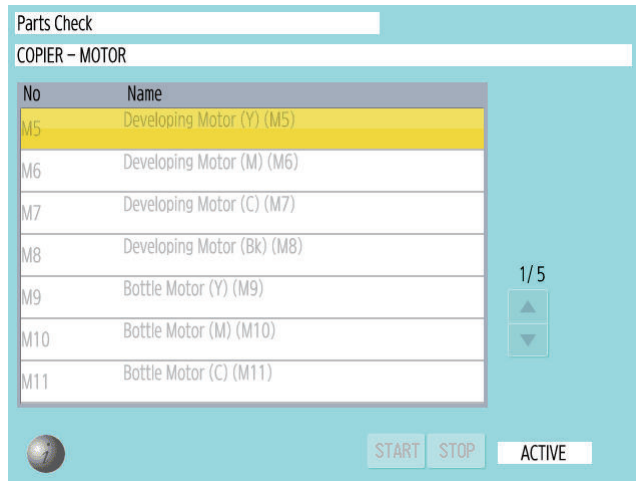 Parts Check
COPIER – MOTOR
No Name
M5 Developing Motor (Y) (M5)
M6 Developing Motor (M) (M6)
M7 Developing Motor (C) (M7)
M8 Developing Motor (Bk) (M8)
M9 Bottle Motor (Y) (M9)
M10 Bottle Motor (M) (M10)
M11 Bottle Motor (C) (M11)
1/5
i
START STOP ACTIVE